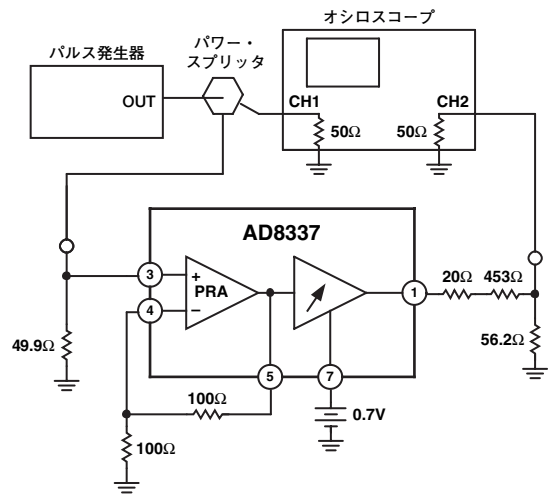 オシロスコープ
パルス発生器
パワー・
スプリッタ
OUT
CH1
CH2
50Ω
50Ω
AD8337
3
+
PRA
4
−
1
20Ω
453Ω
49.9Ω
56.2Ω
5
7
100Ω
0.7V
100Ω